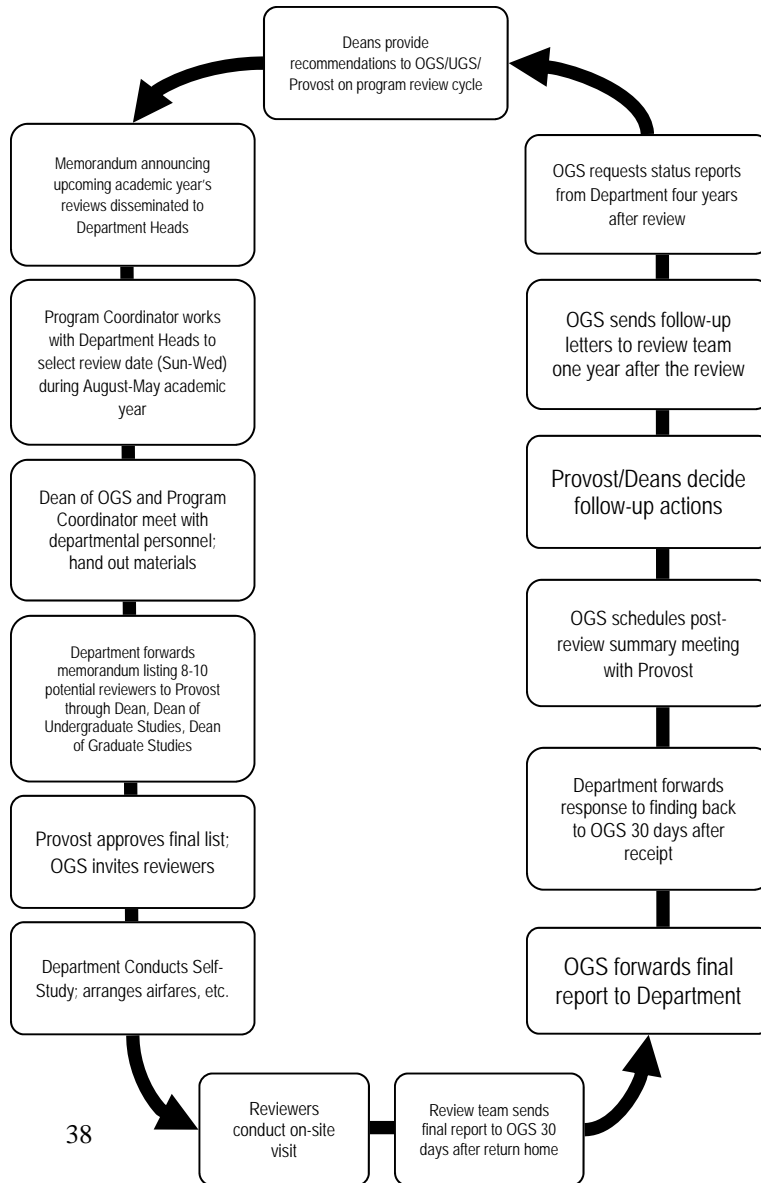 Deans provide
recommendations to OGS/UGS/
Provost on program review cycle
Memorandum announcing
upcoming academic year's
reviews disseminated to
Department Heads
Program Coordinator works
with Department Heads to
select review date (Sun-Wed)
during August-May academic
year
Dean of OGS and Program
Coordinator meet with
departmental personnel;
hand out materials
Department forwards
memorandum listing 8-10
potential reviewers to Provost
through Dean, Dean of
Undergraduate Studies, Dean
of Graduate Studies
Provost approves final list;
OGS invites reviewers
Department Conducts Self-
Study; arranges airfares, etc.
Reviewers
conduct on-site
visit
Review team sends
final report to OGS 30
days after return home
OGS forwards final
report to Department
Department forwards
response to finding back
to OGS 30 days after
receipt
OGS schedules post-
review summary meeting
with Provost
Provost/Deans decide
follow-up actions
OGS sends follow-up
letters to review team
one year after the review
OGS requests status reports
from Department four years
after review
38